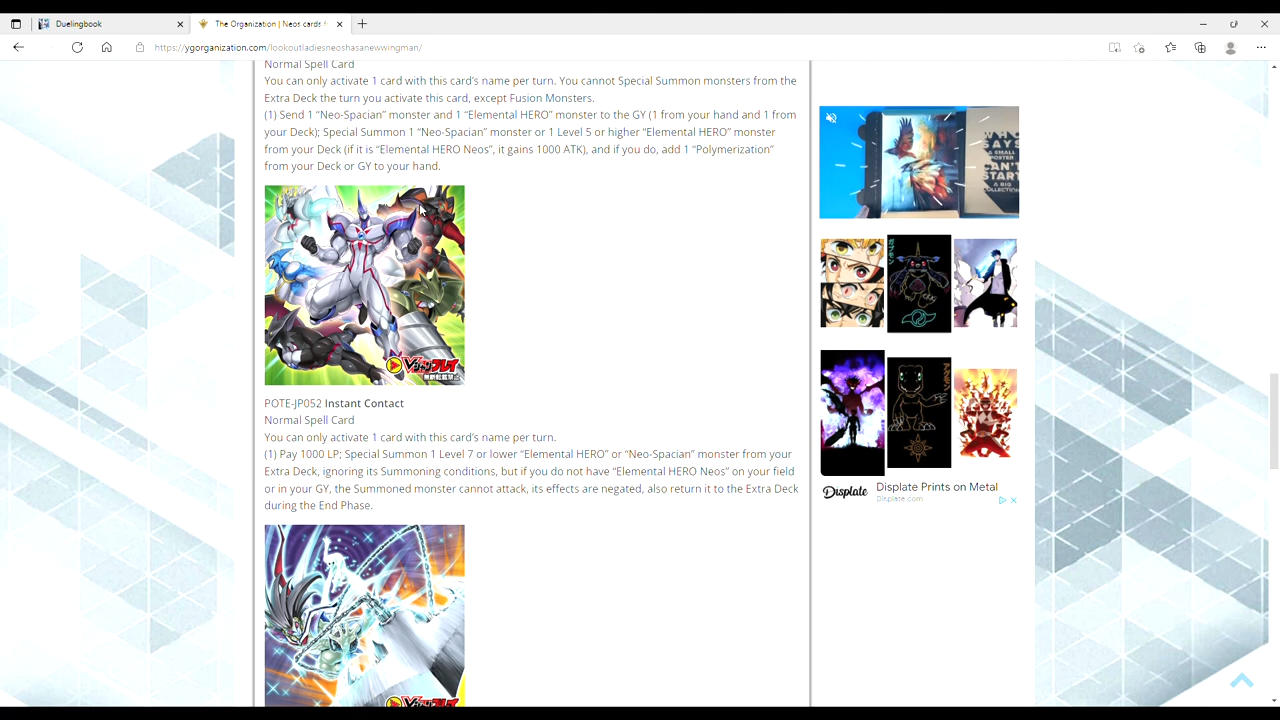 Duelingbook
The Organization | Neos cards f
https://ygorganization.com/lookoutladiesneoshasanewwingman/
Normal Spell Card
You can only activate 1 card with this card's name per turn. You cannot Special Summon monsters from the
Extra Deck the turn you activate this card, except Fusion Monsters.
(1) Send 1 “Neo-Spacian” monster and 1 “Elemental HERO” monster to the GY (1 from your hand and 1 from
your Deck); Special Summon 1 “Neo-Spacian” monster or 1 Level 5 or higher “Elemental HERO” monster
from your Deck (if it is “Elemental HERO Neos”, it gains 1000 ATK), and if you do, add 1 “Polymerization”
from your Deck or GY to your hand.
POTE-JP052 Instant Contact
Normal Spell Card
You can only activate 1 card with this card's name per turn.
(1) Pay 1000 LP; Special Summon 1 Level 7 or Lower “Elemental HERO” or “Neo-Spacian” monster from your
Extra Deck, ignoring its Summoning conditions, but if you do not have “Elemental HERO Neos” on your field
or in your GY, the Summoned monster cannot attack, its effects are negated, also return it to the Extra Deck
during the End Phase.
WHO
SAYS
A SMALL
POSTER
CAN'T
START
A BIG
COLLECTION
DISPLATE
Displate Prints on Metal
Displate.com